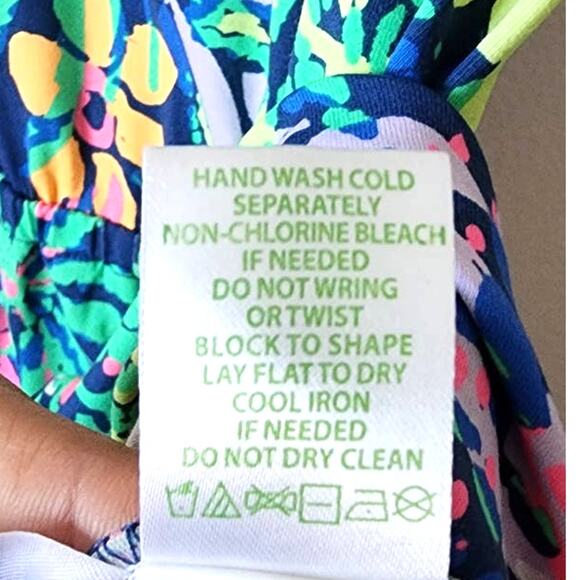 HAND WASH COLD
SEPARATELY
NON-CHLORINE BLEACH
IF NEEDED
DO NOT WRING
OR TWIST
BLOCK TO SHAPE
LAY FLAT TO DRY
COOL IRON
IF NEEDED
DO NOT DRY CLEAN